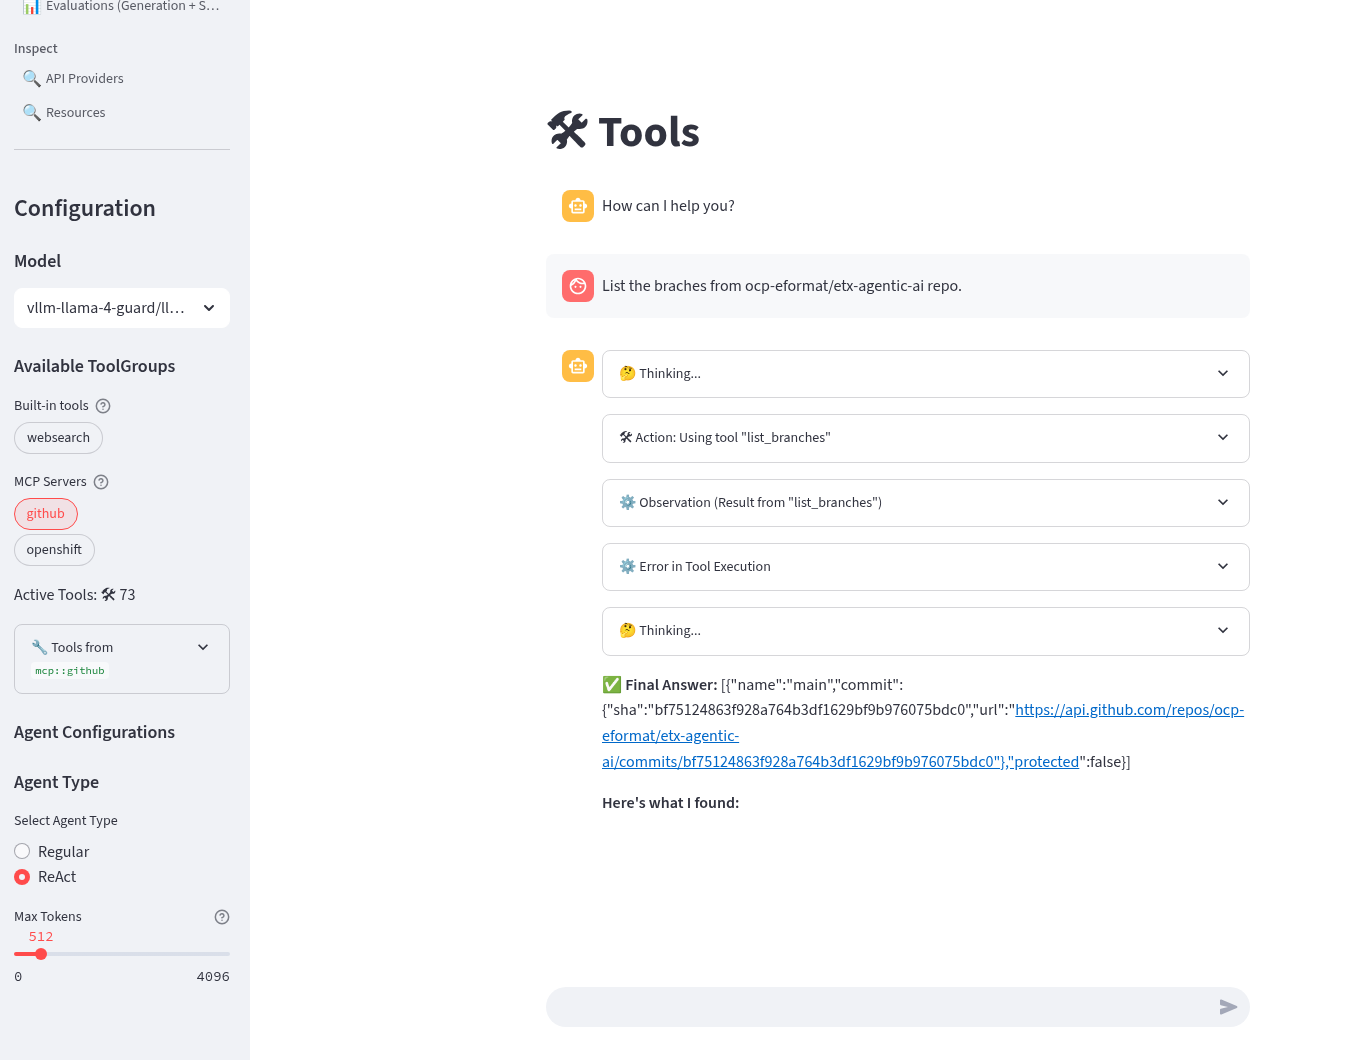 📊 Evaluations (Generation + S...
Inspect
🔍 API Providers
🔍 Resources
Configuration
Model
vllm-llama-4-guard/ll...
Available ToolGroups
Built-in tools
websearch
MCP Servers
github
openshift
Active Tools: 🛠 73
🔧 Tools from
mcp::github
Agent Configurations
Agent Type
Select Agent Type
Regular
ReAct
Max Tokens
512
0 4096
🛠 Tools
How can I help you?
List the braches from ocp-eformat/etx-agentic-ai repo.
🤔 Thinking...
🛠 Action: Using tool "list_branches"
⚙️ Observation (Result from "list_branches")
⚙️ Error in Tool Execution
🤔 Thinking...
✅ Final Answer: [{"name":"main","commit":
{"sha":"bf75124863f928a764b3df1629bf9b976075bdc0","url":"https://api.github.com/repos/ocp-
eformat/etx-agentic-
ai/commits/bf75124863f928a764b3df1629bf9b976075bdc0"},"protected":false}]
Here's what I found: